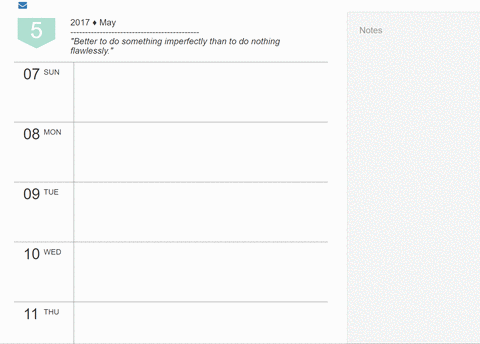 5
2017 ♦ May
--------------------------------------------
"Better to do something imperfectly than to do nothing
flawlessly."
Notes
07 SUN
08 MON
09 TUE
10 WED
11 THU